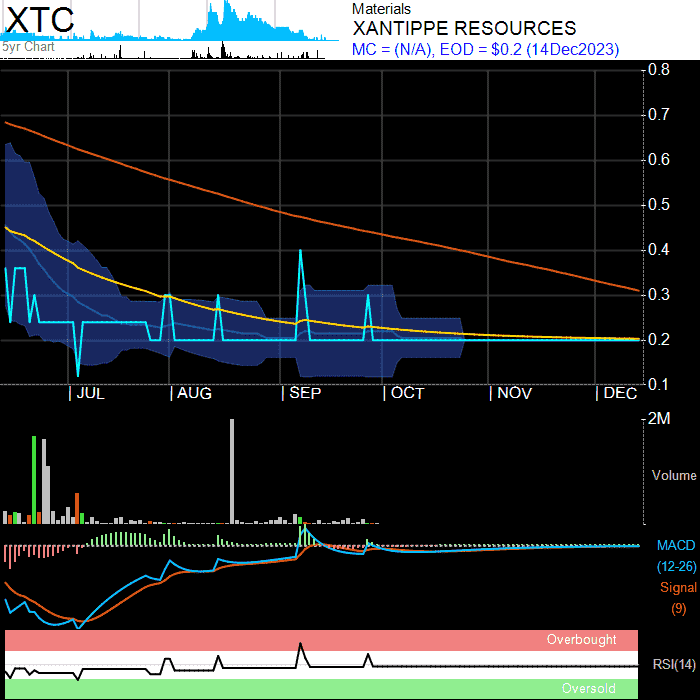 XTC
5yr Chart
Materials
XANTIPPE RESOURCES
MC = (N/A), EOD = $0.2 (14Dec2023)
0.8
0.7
0.6
0.5
0.4
0.3
0.2
0.1
JUL AUG SEP OCT NOV DEC
2M
Volume
MACD
(12-26)
Signal
(9)
Overbought
RSI(14)
Oversold